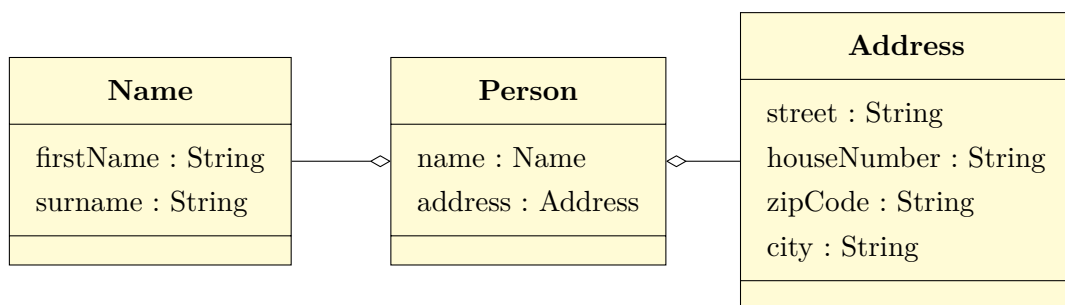 Name
firstName : String
surname : String
Person
name : Name
address : Address
Address
street : String
houseNumber : String
zipCode : String
city : String